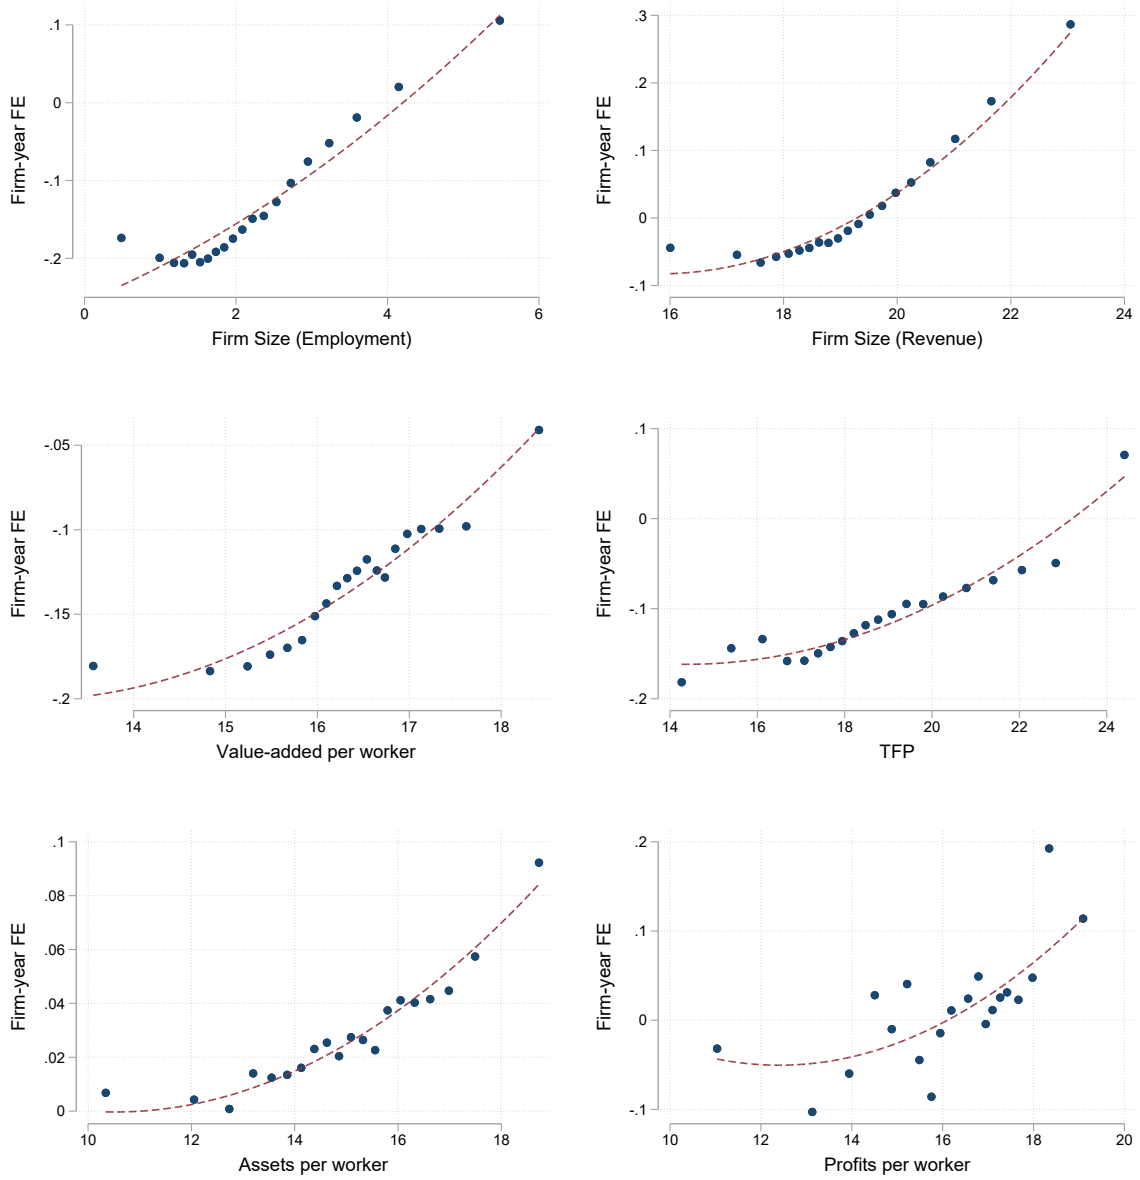 .1
0
-.1
-.2
Firm-year FE
0 2 4 6
Firm Size (Employment)
.3
.2
.1
0
-.1
Firm-year FE
16 18 20 22 24
Firm Size (Revenue)
-.05
-.1
-.15
-.2
Firm-year FE
14 15 16 17 18
Value-added per worker
.1
0
-.1
-.2
Firm-year FE
14 16 18 20 22 24
TFP
.1
.08
.06
.04
.02
0
Firm-year FE
10 12 14 16 18
Assets per worker
.2
.1
0
-.1
Firm-year FE
10 12 14 16 18 20
Profits per worker